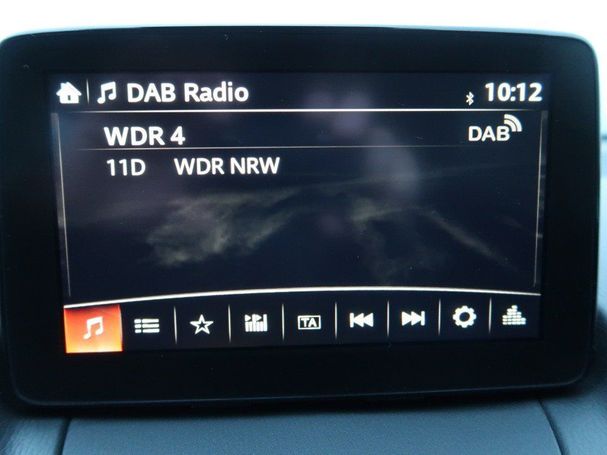 DAB Radio 10:12
WDR 4 DAB
11D WDR NRW
TA